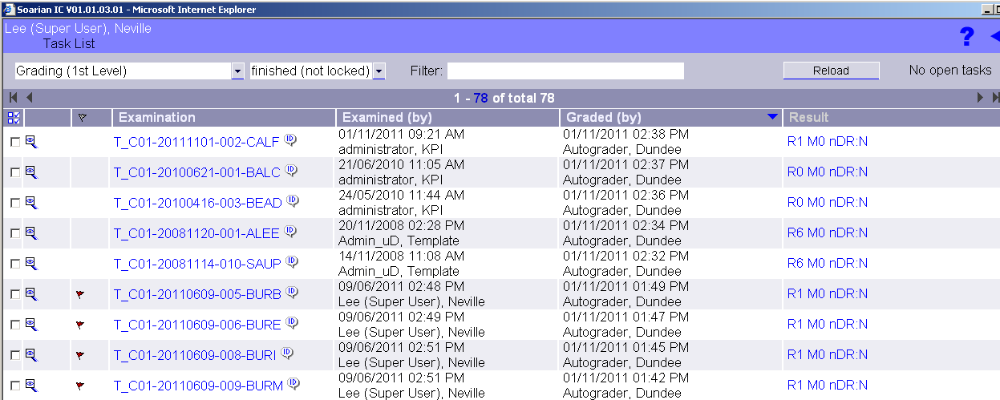 Soarian IC V01.01.03.01 - Microsoft Internet Explorer
Lee (Super User), Neville
Task List
?
Grading (1st Level) finished (not locked) Filter: Reload No open tasks
1 - 78 of total 78
Examination Examined (by) Graded (by) Result
T_C01-20111101-002-CALF ID 01/11/2011 09:21 AM 01/11/2011 02:38 PM R1 M0 nDR:N
administrator, KPI Autograder, Dundee
T_C01-20100621-001-BALC ID 21/06/2010 11:05 AM 01/11/2011 02:37 PM R0 M0 nDR:N
administrator, KPI Autograder, Dundee
T_C01-20100416-003-BEAD ID 24/05/2010 11:44 AM 01/11/2011 02:36 PM R0 M0 nDR:N
administrator, KPI Autograder, Dundee
T_C01-20081120-001-ALEE ID 20/11/2008 02:28 PM 01/11/2011 02:34 PM R6 M0 nDR:N
Admin_uD, Template Autograder, Dundee
T_C01-20081114-010-SAUP ID 14/11/2008 11:08 AM 01/11/2011 02:32 PM R6 M0 nDR:N
Admin_uD, Template Autograder, Dundee
T_C01-20110609-005-BURB ID 09/06/2011 02:48 PM 01/11/2011 01:49 PM R1 M0 nDR:N
Lee (Super User), Neville Autograder, Dundee
T_C01-20110609-006-BURE ID 09/06/2011 02:49 PM 01/11/2011 01:47 PM R1 M0 nDR:N
Lee (Super User), Neville Autograder, Dundee
T_C01-20110609-008-BURI ID 09/06/2011 02:51 PM 01/11/2011 01:45 PM R1 M0 nDR:N
Lee (Super User), Neville Autograder, Dundee
T_C01-20110609-009-BURM ID 09/06/2011 02:51 PM 01/11/2011 01:42 PM R1 M0 nDR:N
Lee (Super User), Neville Autograder, Dundee